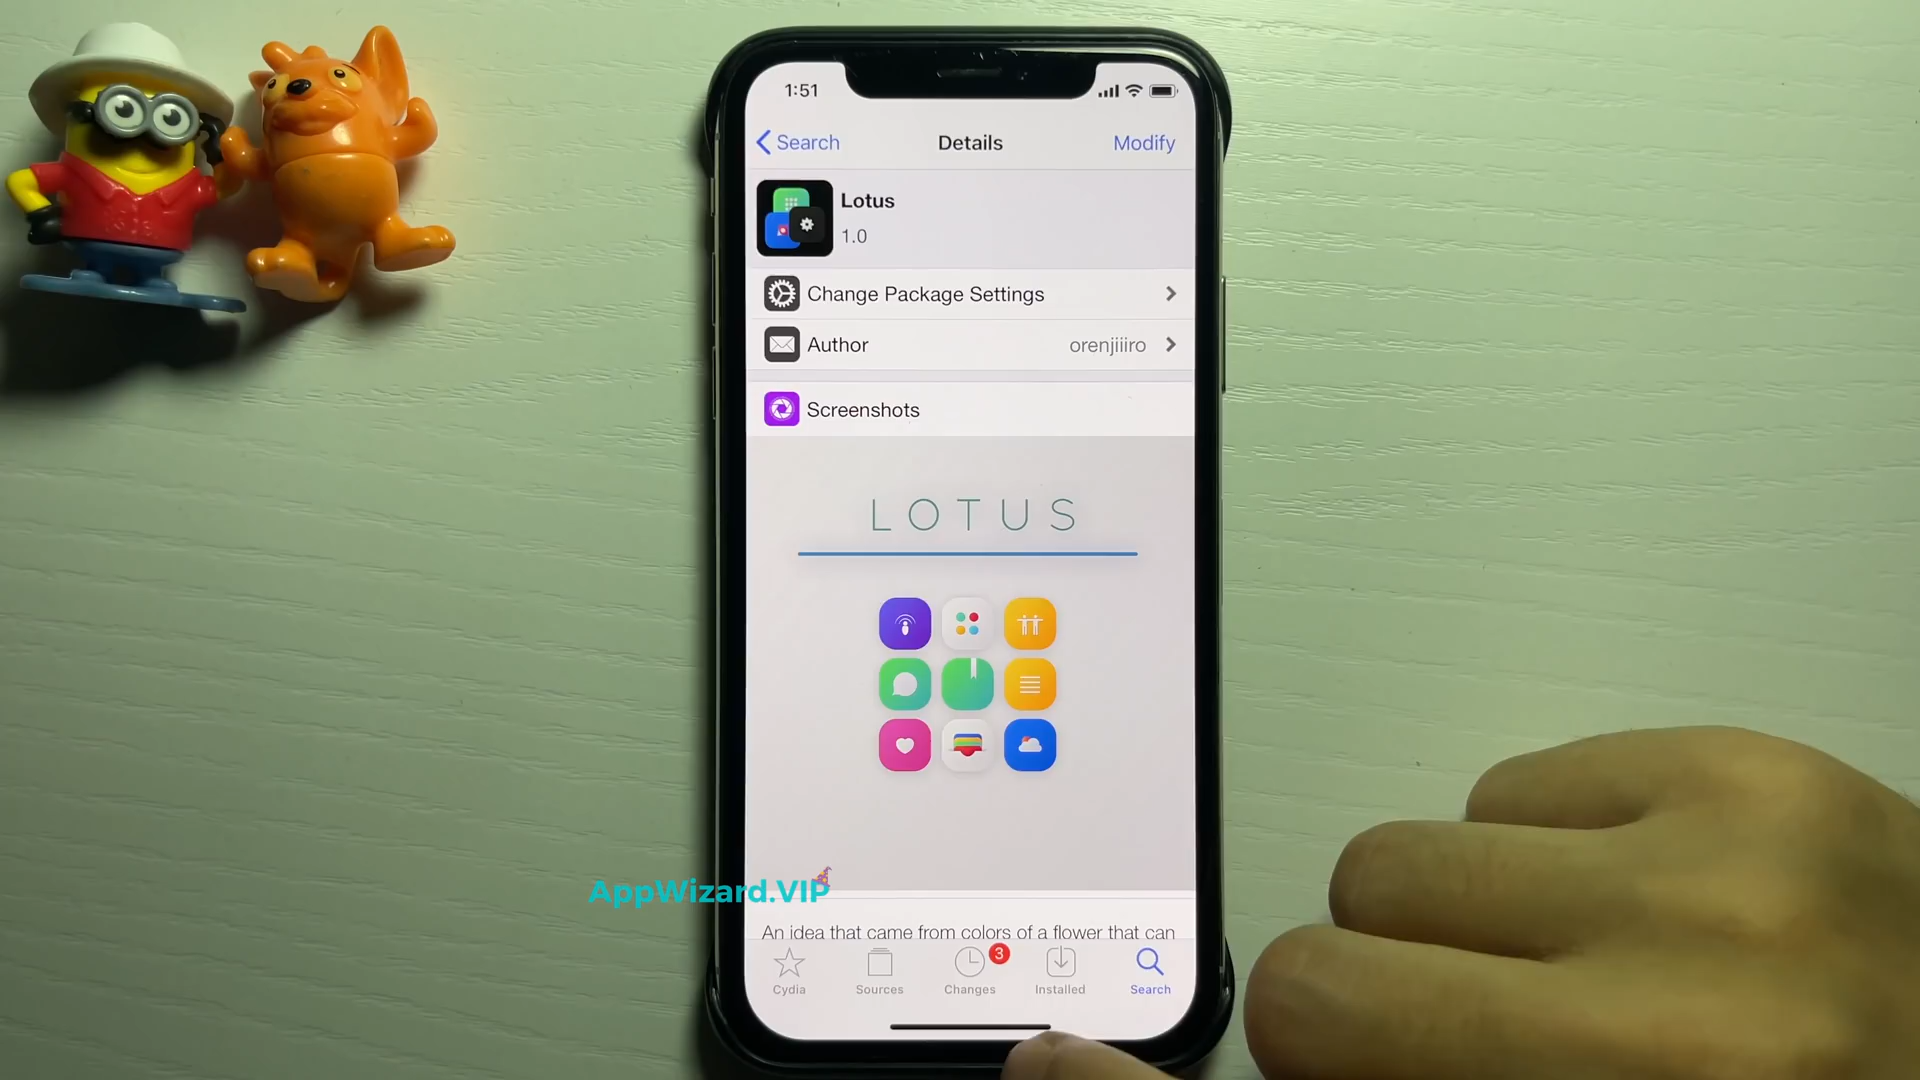 1:51
Search
Details
Modify
Lotus
1.0
Change Package Settings
Author
orenjiiiro
Screenshots
LOTUS
AppWizard.VIP
An idea that came from colors of a flower that can
3
Cydia
Sources
Changes
Installed
Search